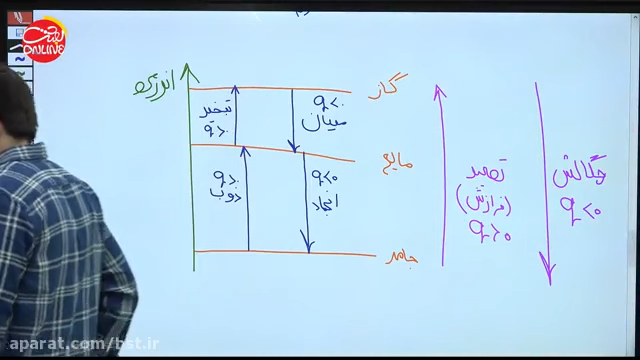 ONLINE
انرژی
گاز
تبخیر
q>0
q<0
میعان
مایع
q>0
ذوب
q<0
انجماد
جامد
تصعید
(فرازش)
q>0
چگالش
q<0
aparat.com/bst.ir